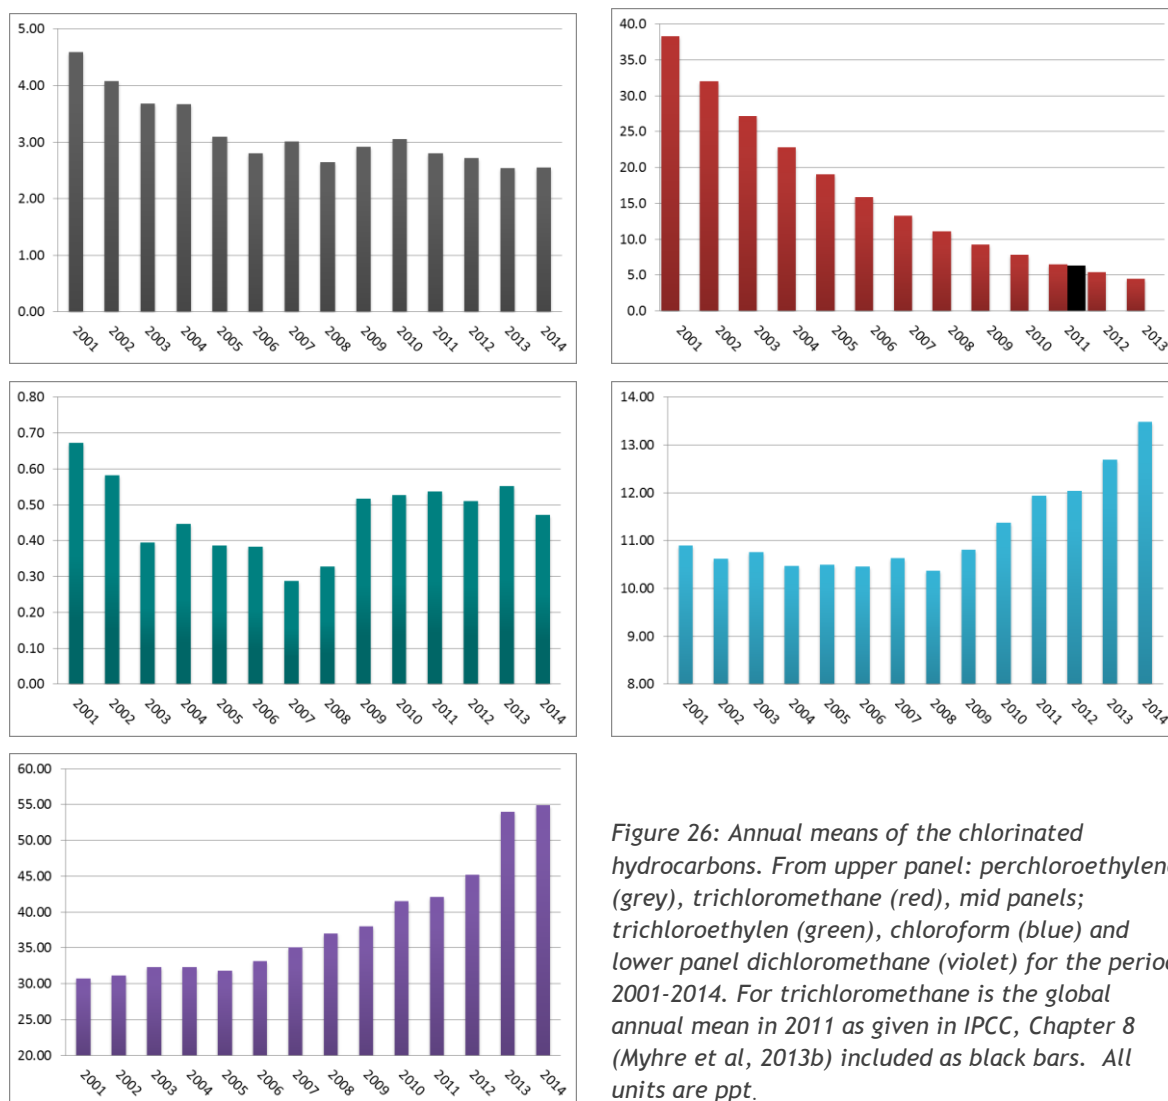 5.00
4.00
3.00
2.00
1.00
0.00
2001 2002 2003 2004 2005 2006 2007 2008 2009 2010 2011 2012 2013 2014
40.0
35.0
30.0
25.0
20.0
15.0
10.0
5.0
0.0
2001 2002 2003 2004 2005 2006 2007 2008 2009 2010 2011 2012 2013
0.80
0.70
0.60
0.50
0.40
0.30
0.20
0.10
0.00
2001 2002 2003 2004 2005 2006 2007 2008 2009 2010 2011 2012 2013 2014
14.00
13.00
12.00
11.00
10.00
9.00
8.00
2001 2002 2003 2004 2005 2006 2007 2008 2009 2010 2011 2012 2013 2014
60.00
55.00
50.00
45.00
40.00
35.00
30.00
25.00
20.00
2001 2002 2003 2004 2005 2006 2007 2008 2009 2010 2011 2012 2013 2014
Figure 26: Annual means of the chlorinated
hydrocarbons. From upper panel: perchloroethylene
(grey), trichloromethane (red), mid panels;
trichloroethylen (green), chloroform (blue) and
lower panel dichloromethane (violet) for the period
2001-2014. For trichloromethane is the global
annual mean in 2011 as given in IPCC, Chapter 8
(Myhre et al, 2013b) included as black bars. All
units are ppt.